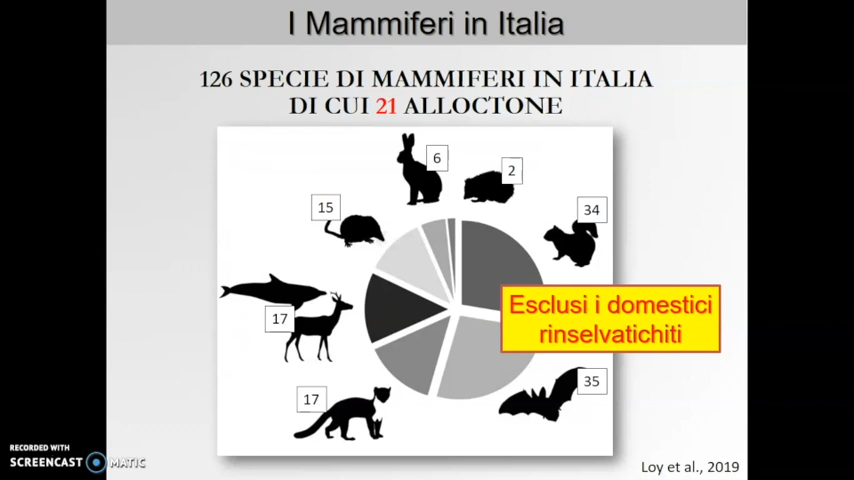 I Mammiferi in Italia
126 SPECIE DI MAMMIFERI IN ITALIA
DI CUI 21 ALLOCTONE
6
2
15
34
Esclusi i domestici
rinselvatichiti
17
17
35
RECORDED WITH
SCREENCAST MATIC
Loy et al., 2019